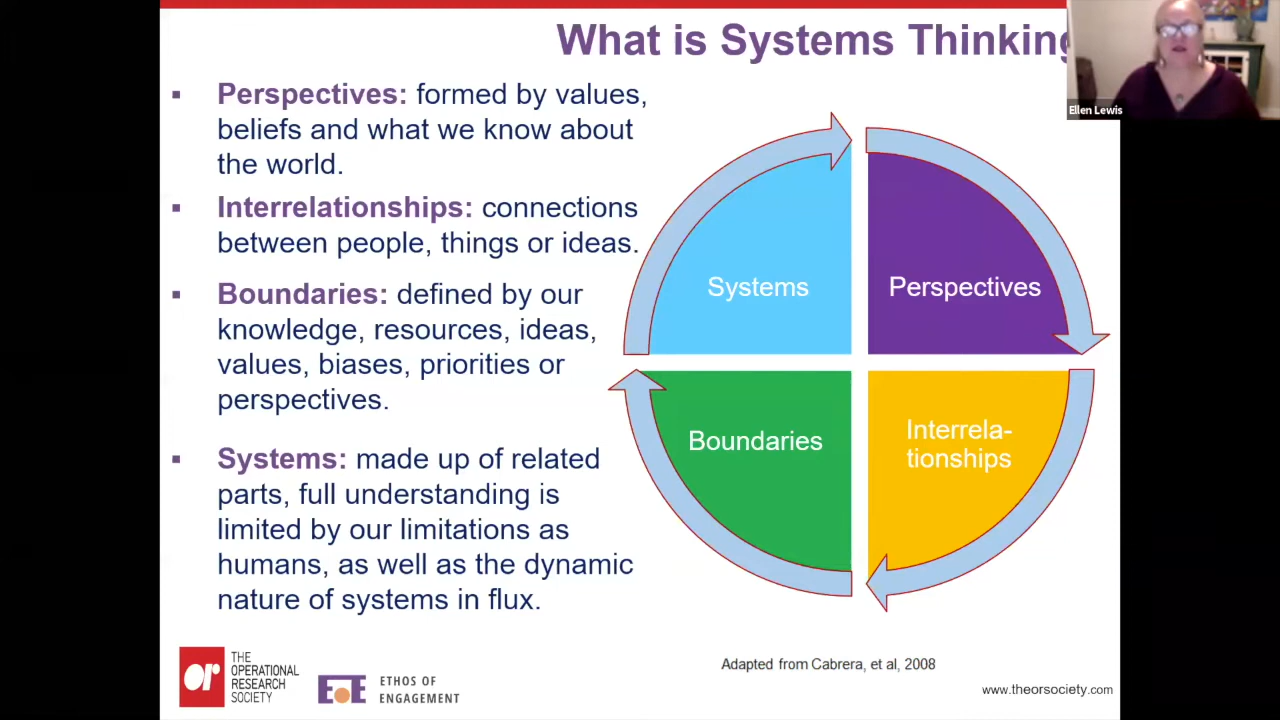 What is Systems Thinking
Ellen Lewis
▪ Perspectives: formed by values,
beliefs and what we know about
the world.
▪ Interrelationships: connections
between people, things or ideas.
▪ Boundaries: defined by our
knowledge, resources, ideas,
values, biases, priorities or
perspectives.
▪ Systems: made up of related
parts, full understanding is
limited by our limitations as
humans, as well as the dynamic
nature of systems in flux.
Systems
Perspectives
Boundaries
Interrela-
tionships
Adapted from Cabrera, et al, 2008
or
THE
OPERATIONAL
RESEARCH
SOCIETY
EoE
ETHOS OF
ENGAGEMENT
www.theorsociety.com